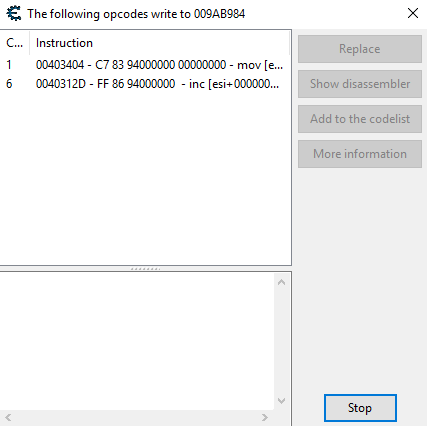 The following opcodes write to 009AB984
C... Instruction
1 00403404 - C7 83 94000000 00000000 - mov [e...
6 0040312D - FF 86 94000000 - inc [esi+000000...
Replace
Show disassembler
Add to the codelist
More information
Stop